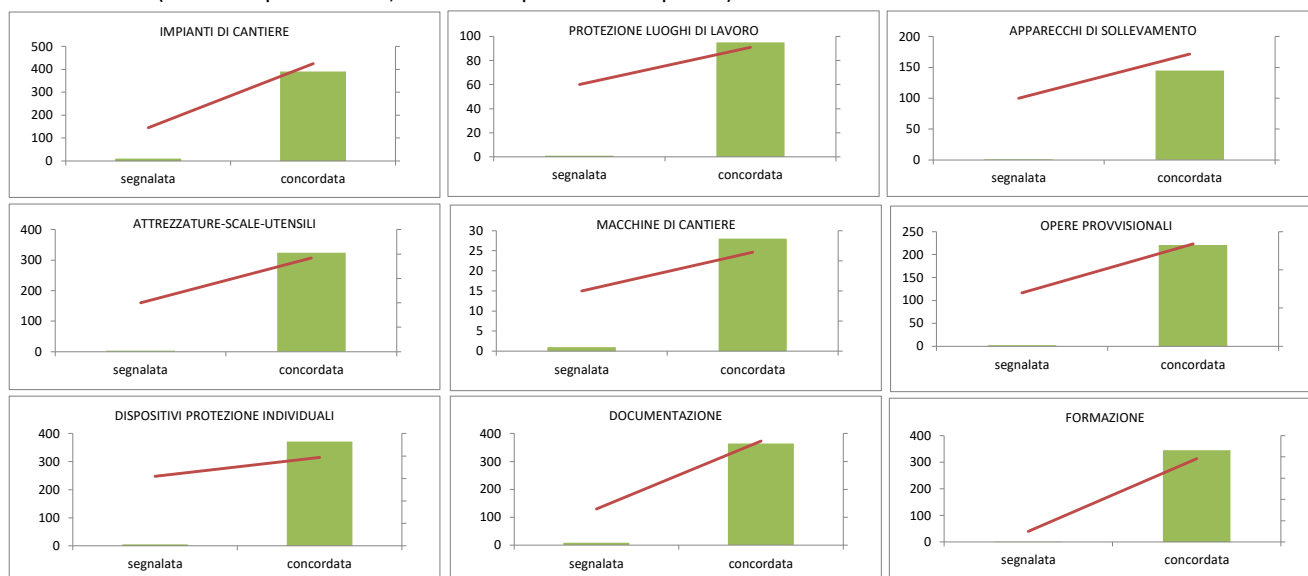 IMPIANTI DI CANTIERE
500
400
300
200
100
0
segnalata concordata
PROTEZIONE LUOGHI DI LAVORO
100
80
60
40
20
0
segnalata concordata
APPARECCHI DI SOLLEVAMENTO
200
150
100
50
0
segnalata concordata
ATTREZZATURE-SCALE-UTENSILI
400
300
200
100
0
segnalata concordata
MACCHINE DI CANTIERE
30
25
20
15
10
5
0
segnalata concordata
OPERE PROVVISIONALI
250
200
150
100
50
0
segnalata concordata
DISPOSITIVI PROTEZIONE INDIVIDUALI
400
300
200
100
0
segnalata concordata
DOCUMENTAZIONE
400
300
200
100
0
segnalata concordata
FORMAZIONE
400
300
200
100
0
segnalata concordata